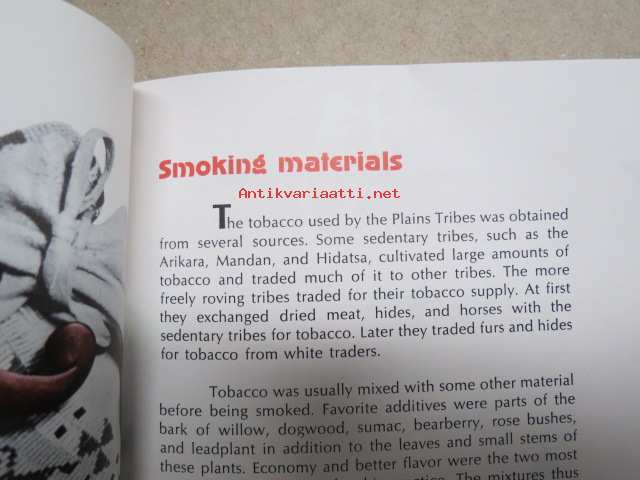 Smoking materials
Antikvariaatti.net
The tobacco used by the Plains Tribes was obtained
from several sources. Some sedentary tribes, such as the
Arikara, Mandan, and Hidatsa, cultivated large amounts of
tobacco and traded much of it to other tribes. The more
freely roving tribes traded for their tobacco supply. At first
they exchanged dried meat, hides, and horses with the
sedentary tribes for tobacco. Later they traded furs and hides
for tobacco from white traders.
Tobacco was usually mixed with some other material
before being smoked. Favorite additives were parts of the
bark of willow, dogwood, sumac, bearberry, rose bushes,
and leadplant in addition to the leaves and small stems of
these plants. Economy and better flavor were the two most
The mixtures thus